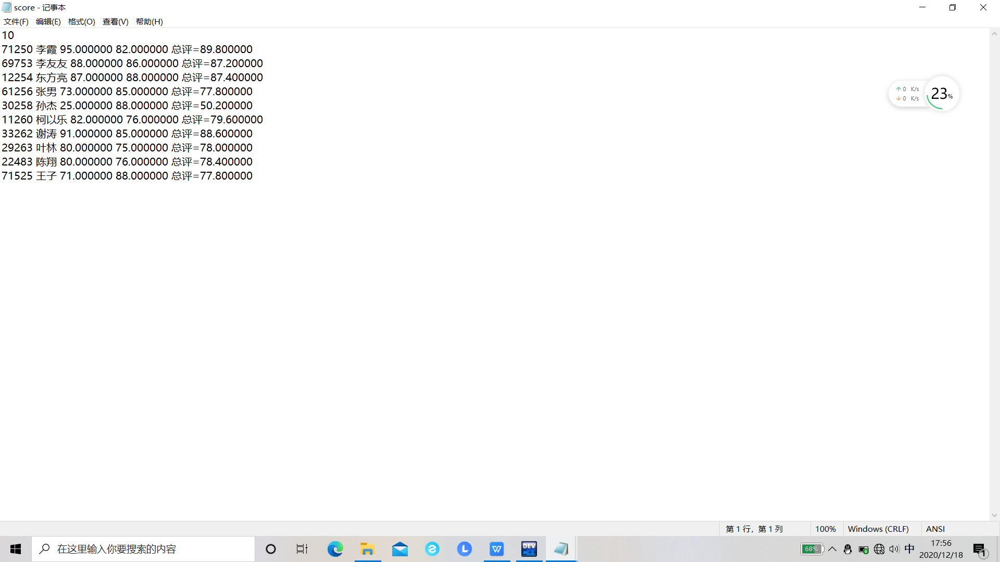 score - 记事本
文件(F) 编辑(E) 格式(O) 查看(V) 帮助(H)
10
71250 李霞 95.000000 82.000000 总评=89.800000
69753 李友友 88.000000 86.000000 总评=87.200000
12254 东方亮 87.000000 88.000000 总评=87.400000
61256 张男 73.000000 85.000000 总评=77.800000
30258 孙杰 25.000000 88.000000 总评=50.200000
11260 柯以乐 82.000000 76.000000 总评=79.600000
33262 谢涛 91.000000 85.000000 总评=88.600000
29263 叶林 80.000000 75.000000 总评=78.000000
22483 陈翔 80.000000 76.000000 总评=78.400000
71525 王子 71.000000 88.000000 总评=77.800000
↑ 0 K/s
↓ 0 K/s
23%
第 1 行，第 1 列 100% Windows (CRLF) ANSI
在这里输入你要搜索的内容
W
DEV
C++
68%
中
17:56
2020/12/18
1